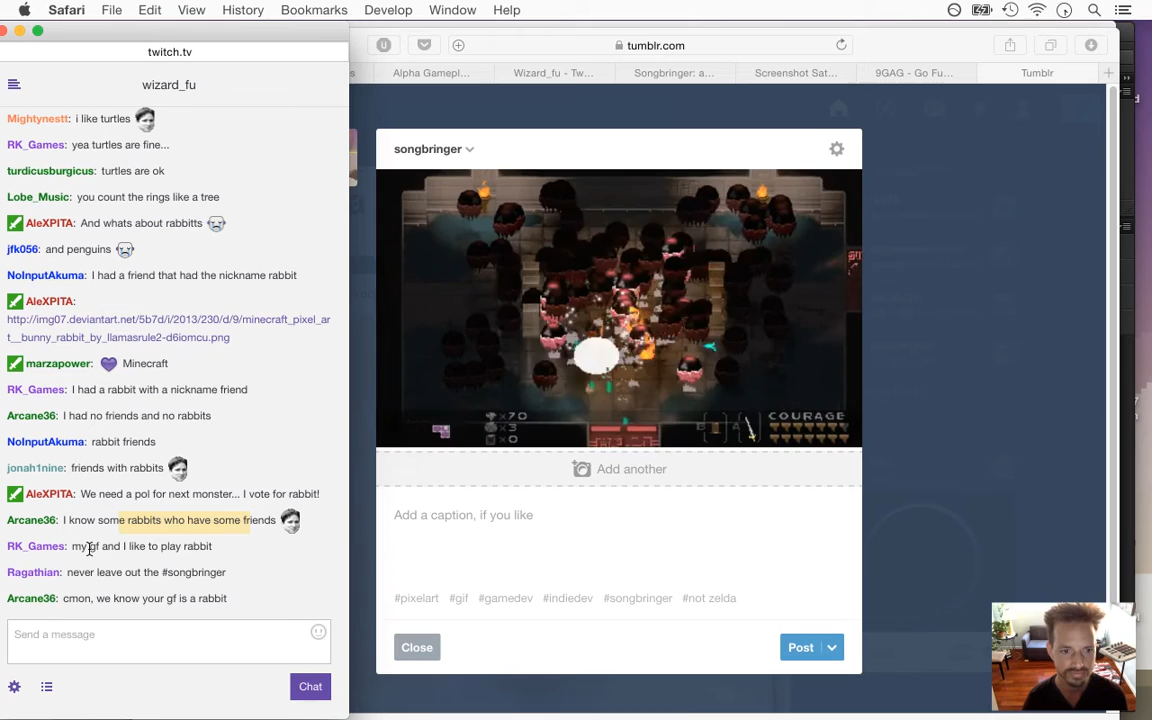 Safari File Edit View History Bookmarks Develop Window Help
twitch.tv
wizard_fu
Mightynestt: i like turtles
RK_Games: yea turtles are fine...
turdicusburgicus: turtles are ok
Lobe_Music: you count the rings like a tree
AleXPITA: And whats about rabbitts
jfk056: and penguins
NoInputAkuma: I had a friend that had the nickname rabbit
AleXPITA:
http://img07.deviantart.net/5b7d/i/2013/230/d/9/minecraft_pixel_ar
t__bunny_rabbit_by_llamasrule2-d6iomcu.png
marzapower: Minecraft
RK_Games: I had a rabbit with a nickname friend
Arcane36: I had no friends and no rabbits
NoInputAkuma: rabbit friends
jonah1nine: friends with rabbits
AleXPITA: We need a pol for next monster... I vote for rabbit!
Arcane36: I know some rabbits who have some friends
RK_Games: my gf and I like to play rabbit
Ragathian: never leave out the #songbringer
Arcane36: cmon, we know your gf is a rabbit
Send a message
Chat
tumblr.com
s Alpha Gamepl... Wizard_fu - Tw... Songbringer: a... Screenshot Sat... 9GAG - Go Fu... Tumblr
songbringer
×70
×3
×0
A
COURAGE
Add another
Add a caption, if you like
#pixelart #gif #gamedev #indiedev #songbringer #not zelda
Close
Post